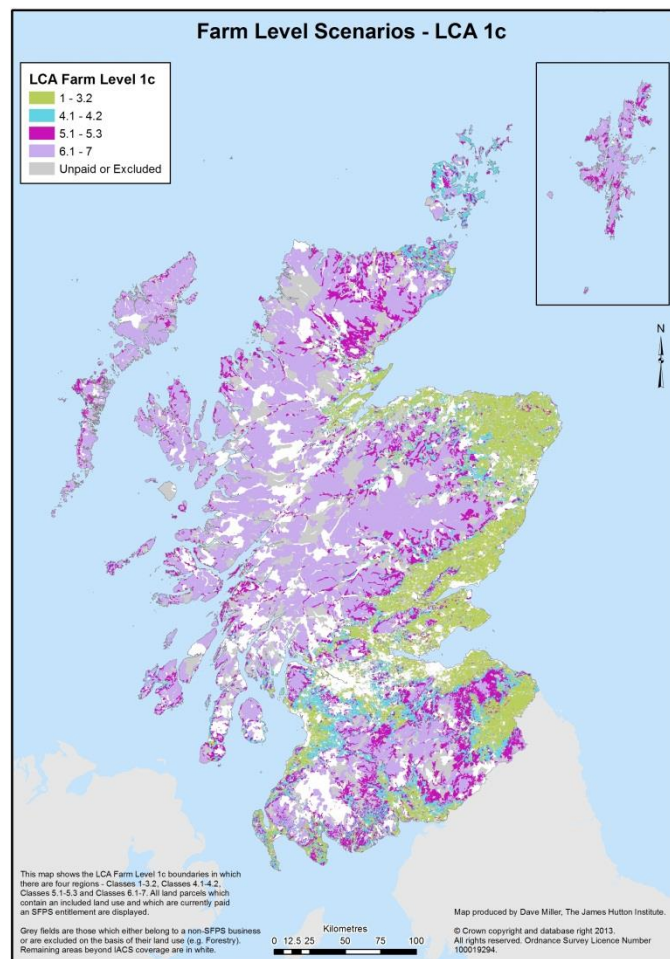 Farm Level Scenarios - LCA 1c
LCA Farm Level 1c
1 - 3.2
4.1 - 4.2
5.1 - 5.3
6.1 - 7
Unpaid or Excluded
N
This map shows the LCA Farm Level 1c boundaries in which
there are four regions - Classes 1-3.2, Classes 4.1-4.2,
Classes 5.1-5.3 and Classes 6.1-7. All land parcels which
contain an included land use and which are currently paid
an SFPS entitlement are displayed.
Grey fields are those which either belong to a non-SFPS business
or are excluded on the basis of their land use (e.g. Forestry).
Remaining areas beyond IACS coverage are in white.
Kilometres
0 12.5 25 50 75 100
Map produced by Dave Miller, The James Hutton Institute.
© Crown copyright and database right 2013.
All rights reserved. Ordnance Survey Licence Number
100019294.